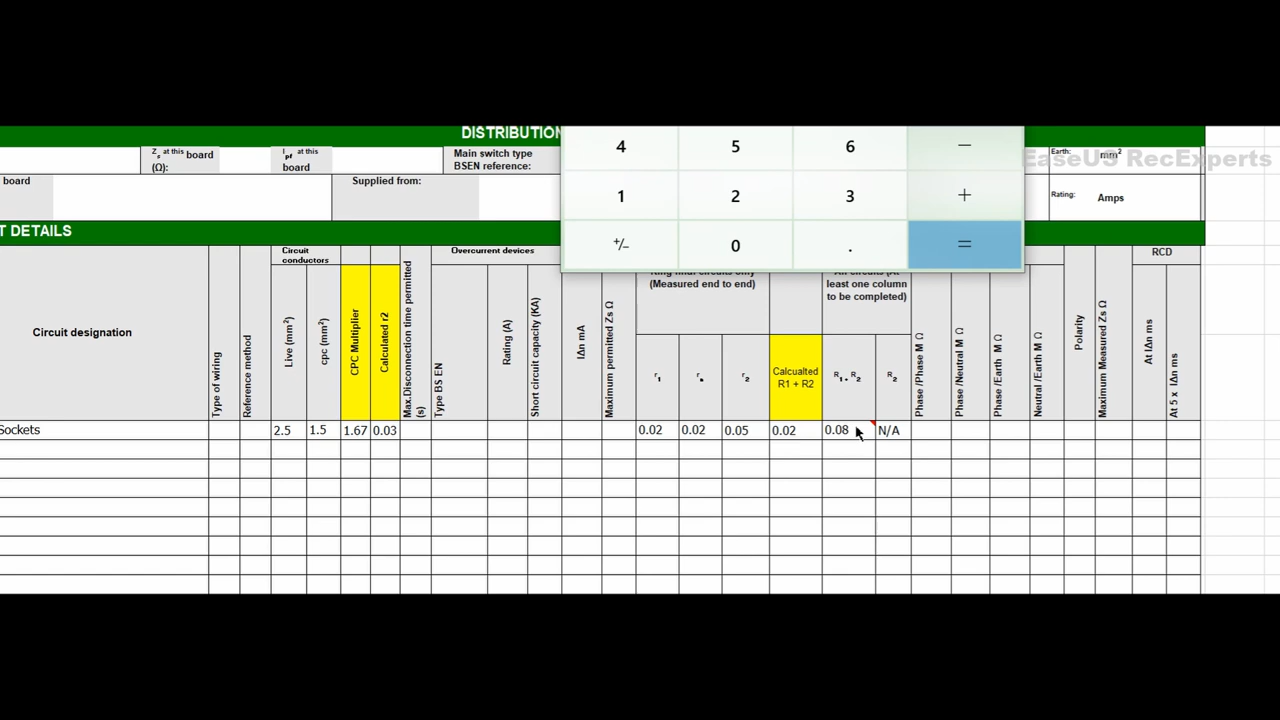 DISTRIBUTION
Zs at this board
(Ω):
Ipf at this
board
Main switch type
BSEN reference:
4 5 6 −
Earth: mm²
EaseUS RecExperts
board
Supplied from:
1 2 3 +
Rating: Amps
T DETAILS
+/− 0 . =
Circuit
conductors
Overcurrent devices
RCD
(Measured end to end)
least one column
to be completed)
Circuit designation
Type of wiring
Reference method
Live (mm²)
cpc (mm²)
CPC Multiplier
Calculated r2
Max.Disconnection time permitted
(s)
Type BS EN
Rating (A)
Short circuit capacity (KA)
IΔn mA
Maximum permitted Zs Ω
r1
rn
r2
Calcualted
R1 + R2
R1 + R2
R2
Phase /Phase M Ω
Phase /Neutral M Ω
Phase /Earth M Ω
Neutral /Earth M Ω
Polarity
Maximum Measured Zs Ω
At IΔn ms
At 5 x IΔn ms
Sockets 2.5 1.5 1.67 0.03 0.02 0.02 0.05 0.02 0.08 N/A